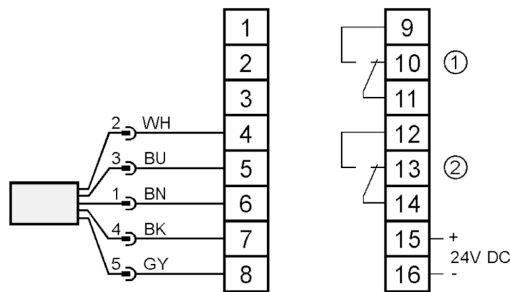 1
2
3
2 WH 4
3 BU 5
1 BN 6
4 BK 7
5 GY 8
9
10 ①
11
12
13 ②
14
15 +
24V DC
16 -